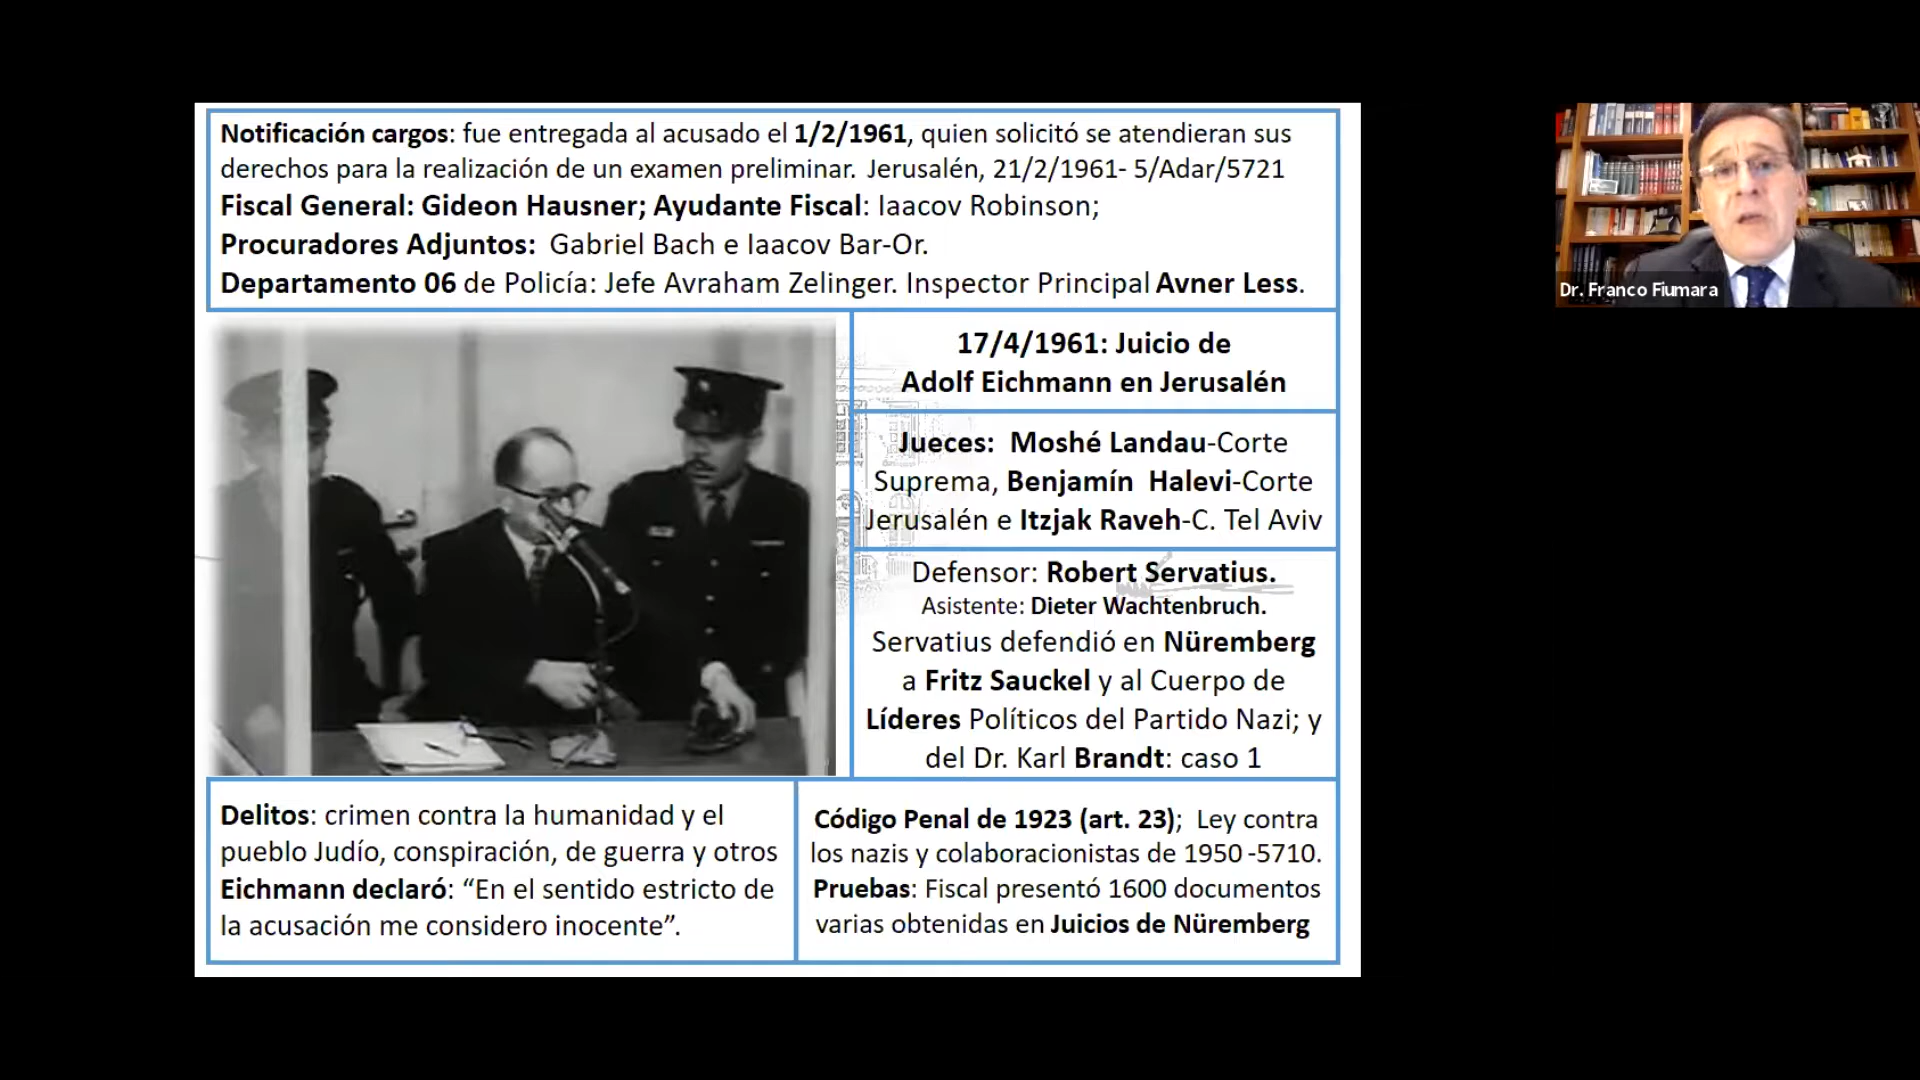 Notificación cargos: fue entregada al acusado el 1/2/1961, quien solicitó se atendieran sus
derechos para la realización de un examen preliminar. Jerusalén, 21/2/1961- 5/Adar/5721
Fiscal General: Gideon Hausner; Ayudante Fiscal: Iaacov Robinson;
Procuradores Adjuntos: Gabriel Bach e Iaacov Bar-Or.
Departamento 06 de Policía: Jefe Avraham Zelinger. Inspector Principal Avner Less.
17/4/1961: Juicio de
Adolf Eichmann en Jerusalén
Jueces: Moshé Landau-Corte
Suprema, Benjamín Halevi-Corte
Jerusalén e Itzjak Raveh-C. Tel Aviv
Defensor: Robert Servatius.
Asistente: Dieter Wachtenbruch.
Servatius defendió en Nüremberg
a Fritz Sauckel y al Cuerpo de
Líderes Políticos del Partido Nazi; y
del Dr. Karl Brandt: caso 1
Delitos: crimen contra la humanidad y el
pueblo Judío, conspiración, de guerra y otros
Eichmann declaró: “En el sentido estricto de
la acusación me considero inocente”.
Código Penal de 1923 (art. 23); Ley contra
los nazis y colaboracionistas de 1950 -5710.
Pruebas: Fiscal presentó 1600 documentos
varias obtenidas en Juicios de Nüremberg
Dr. Franco Fiumara